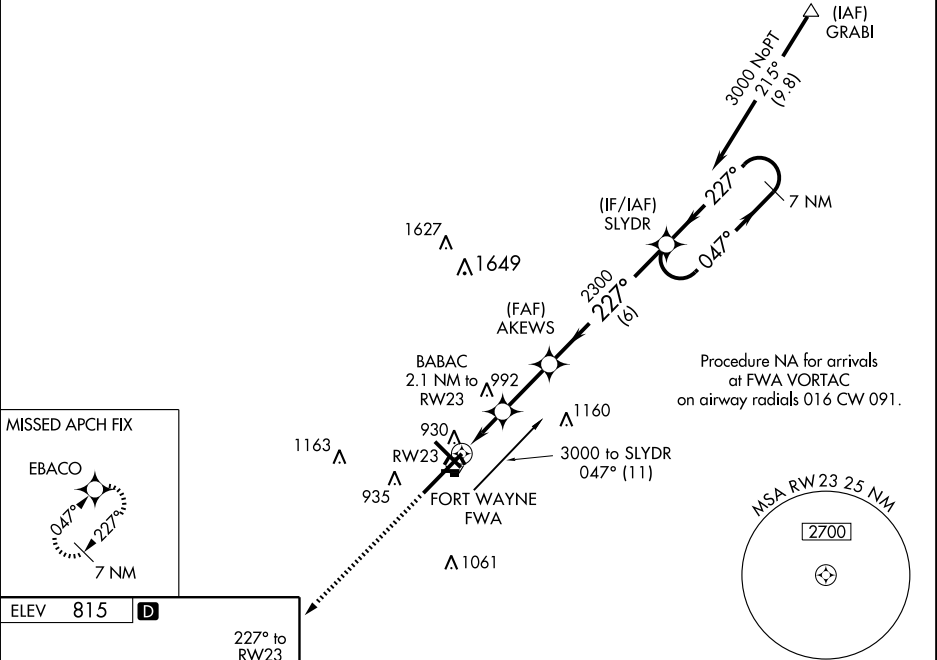 (IAF)
GRABI
3000 NoPT
215°
(9.8)
227°
7 NM
(IF/IAF)
SLYDR
047°
1627
1649
2300
227°
(6)
(FAF)
AKEWS
BABAC
2.1 NM to
RW23
992
Procedure NA for arrivals
at FWA VORTAC
on airway radials 016 CW 091.
1160
930
MISSED APCH FIX
1163
RW23
3000 to SLYDR
047° (11)
EBACO
935
FORT WAYNE
FWA
MSA RW 23 25 NM
047°
227°
2700
7 NM
1061
ELEV 815 D
227° to
RW23